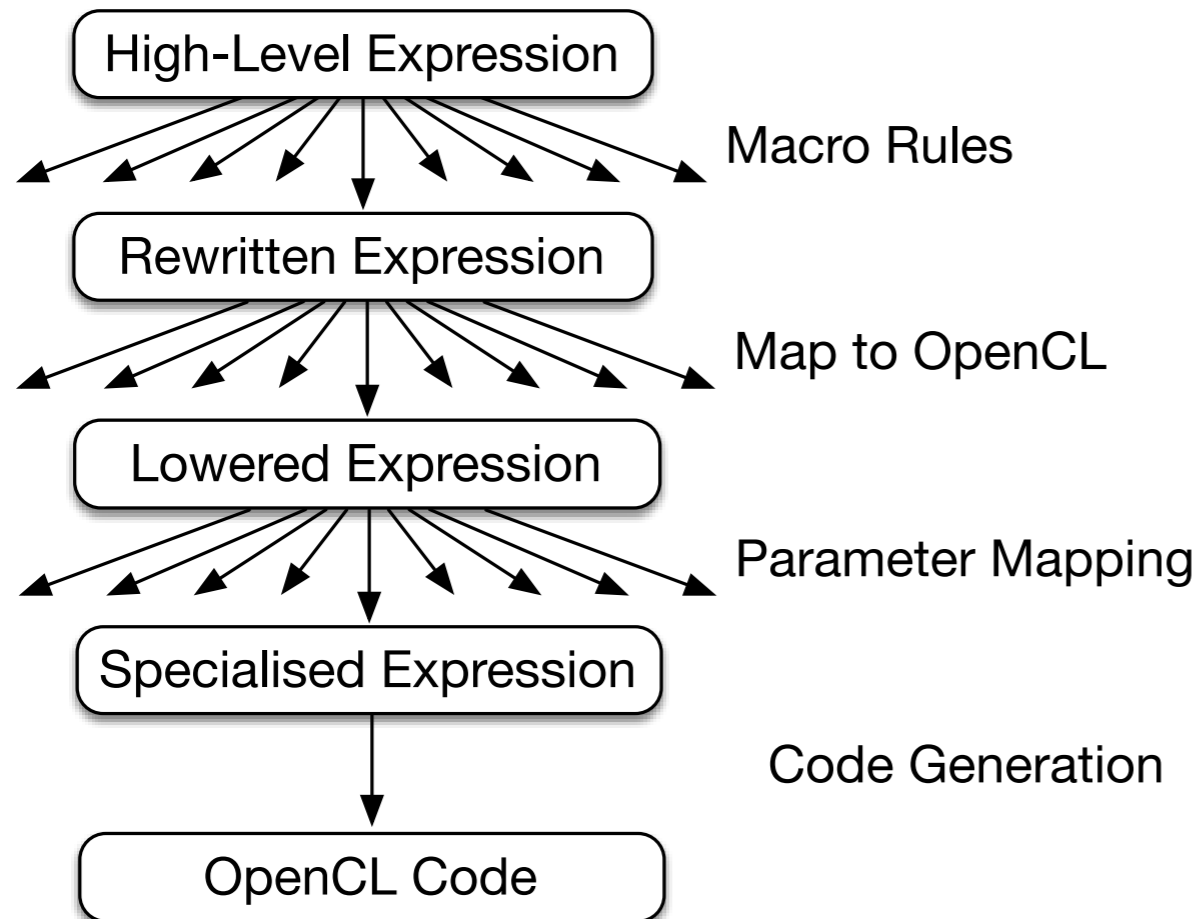 High-Level Expression
Macro Rules
Rewritten Expression
Map to OpenCL
Lowered Expression
Parameter Mapping
Specialised Expression
Code Generation
OpenCL Code